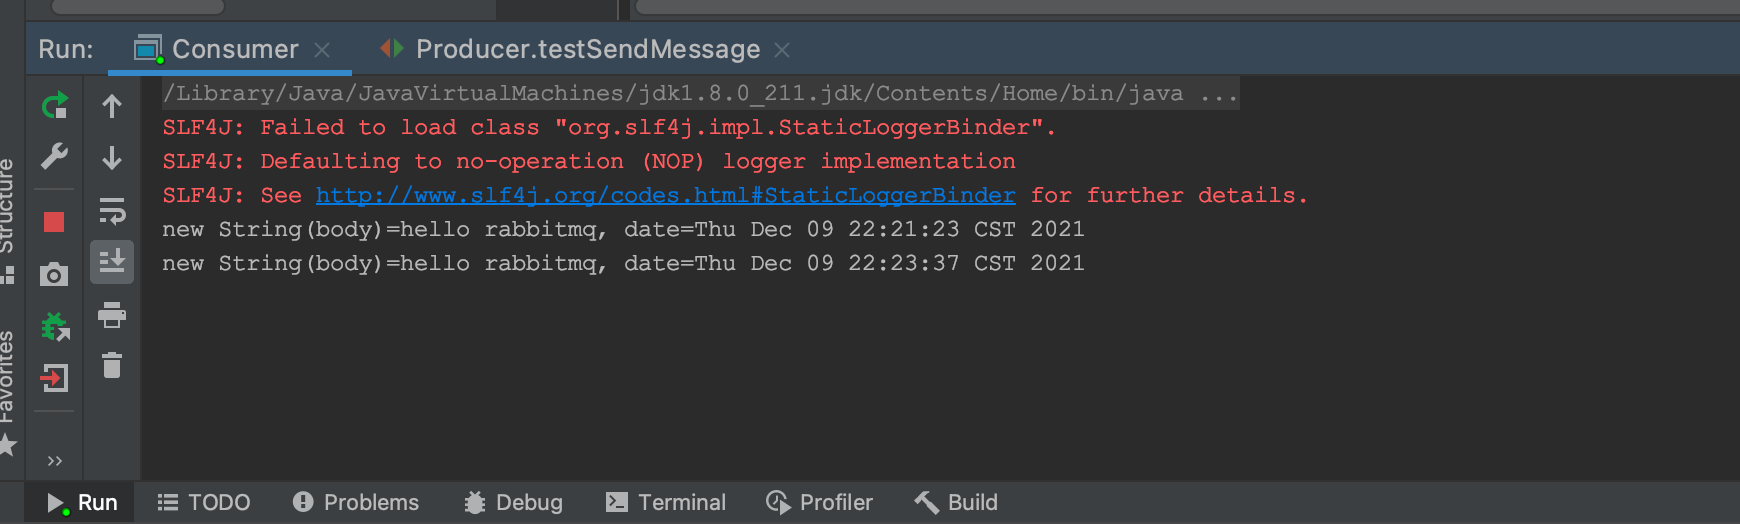 Run: Consumer Producer.testSendMessage
/Library/Java/JavaVirtualMachines/jdk1.8.0_211.jdk/Contents/Home/bin/java ...
SLF4J: Failed to load class "org.slf4j.impl.StaticLoggerBinder".
SLF4J: Defaulting to no-operation (NOP) logger implementation
SLF4J: See http://www.slf4j.org/codes.html#StaticLoggerBinder for further details.
new String(body)=hello rabbitmq, date=Thu Dec 09 22:21:23 CST 2021
new String(body)=hello rabbitmq, date=Thu Dec 09 22:23:37 CST 2021
Structure
Favorites
Run TODO Problems Debug Terminal Profiler Build